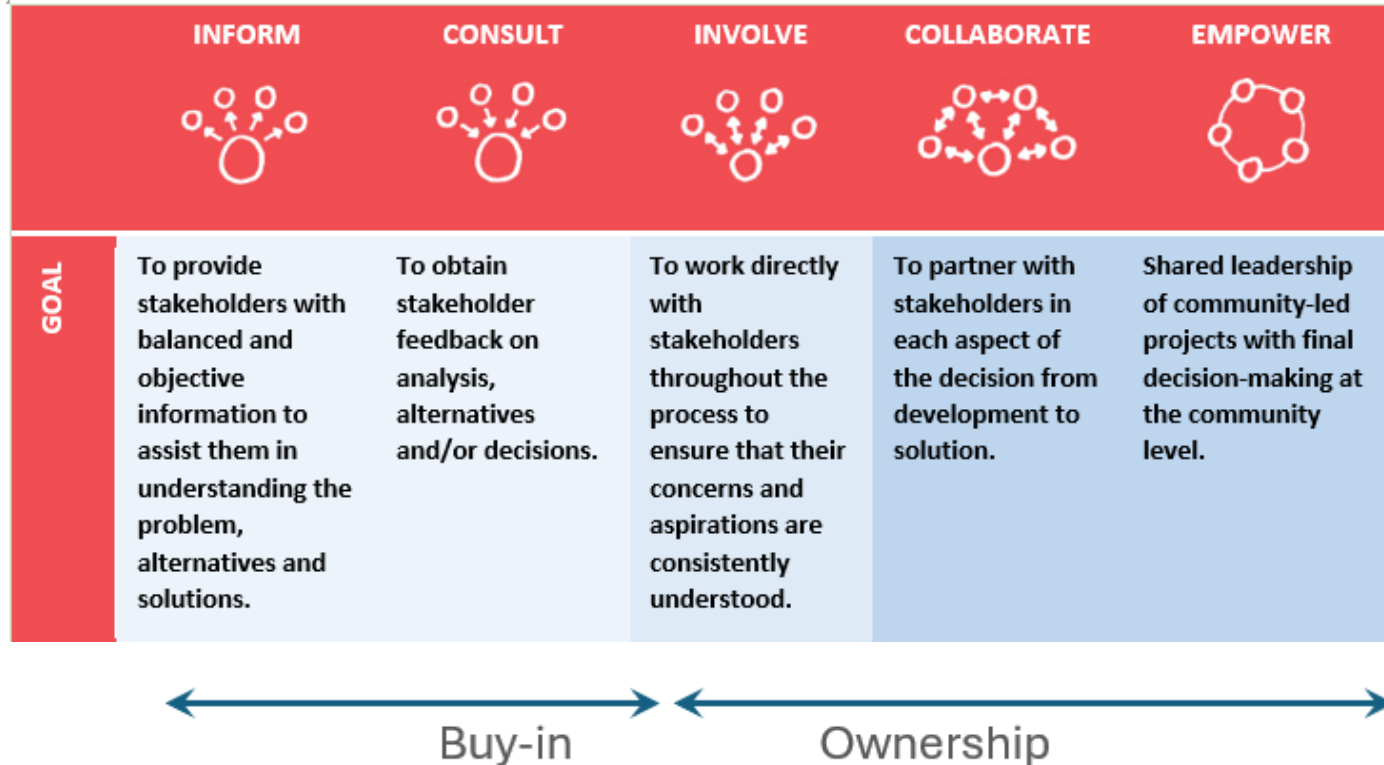 INFORM
CONSULT
INVOLVE
COLLABORATE
EMPOWER
GOAL
To provide
stakeholders with
balanced and
objective
information to
assist them in
understanding the
problem,
alternatives and
solutions.
To obtain
stakeholder
feedback on
analysis,
alternatives
and/or decisions.
To work directly
with
stakeholders
throughout the
process to
ensure that their
concerns and
aspirations are
consistently
understood.
To partner with
stakeholders in
each aspect of
the decision from
development to
solution.
Shared leadership
of community-led
projects with final
decision-making at
the community
level.
Buy-in
Ownership